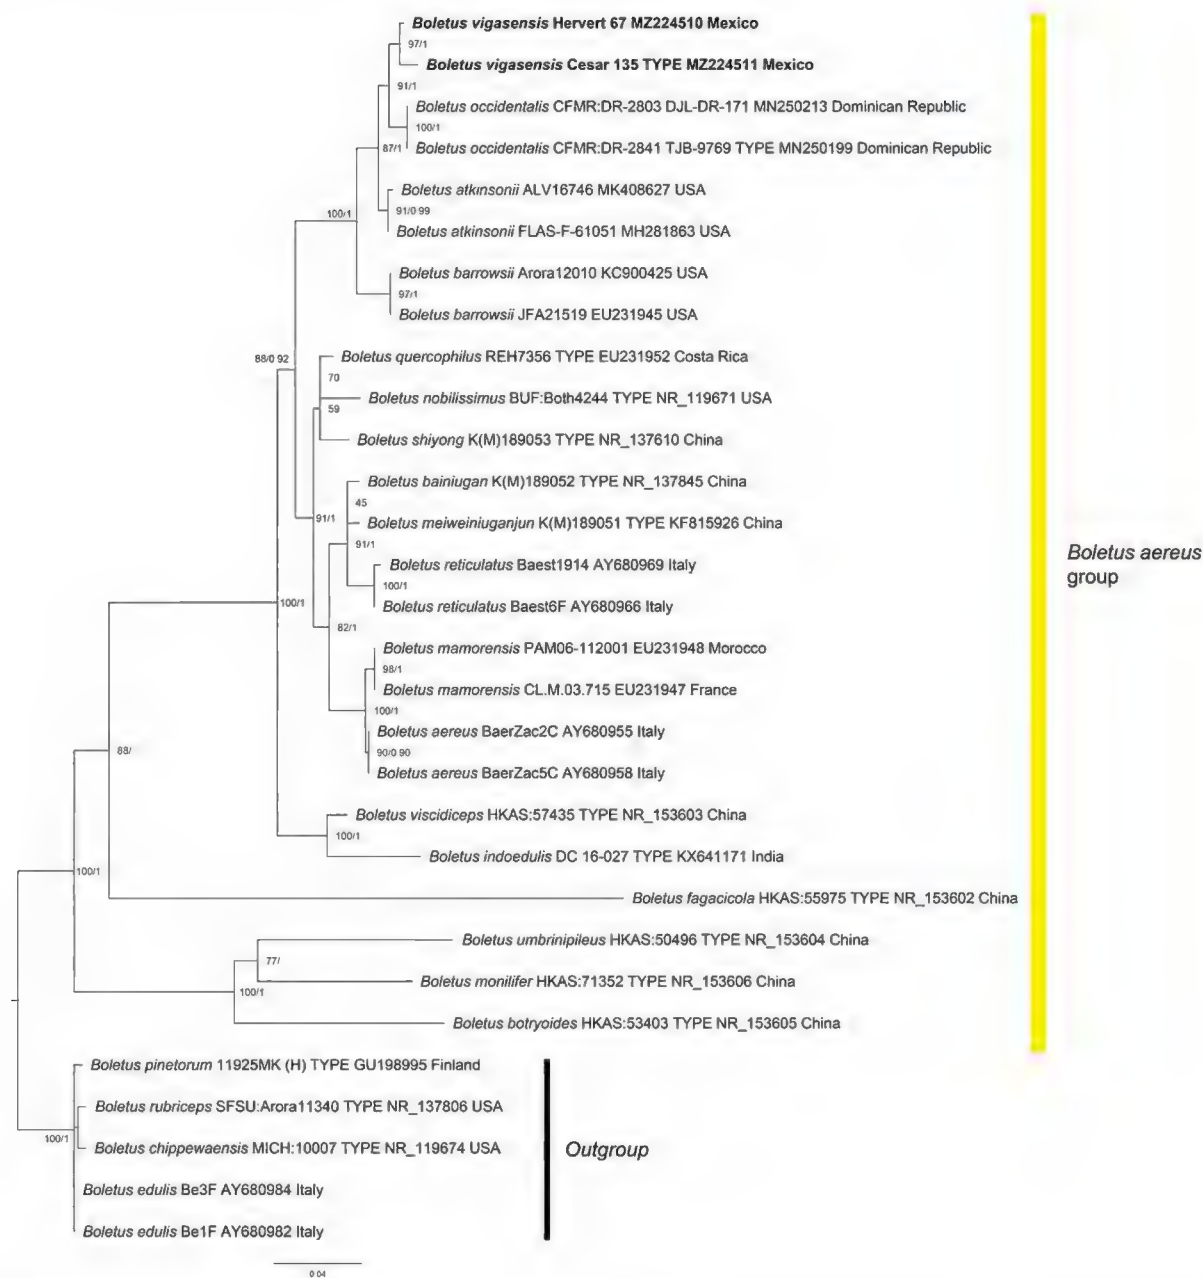 Boletus vigasensis Hervert 67 MZ224510 Mexico
97/1
Boletus vigasensis Cesar 135 TYPE MZ224511 Mexico
91/1
Boletus occidentalis CFMR:DR-2803 DJL-DR-171 MN250213 Dominican Republic
100/1
87/1
Boletus occidentalis CFMR:DR-2841 TJB-9769 TYPE MN250199 Dominican Republic
Boletus atkinsonii ALV16746 MK408627 USA
100/1
91/0 99
Boletus atkinsonii FLAS-F-61051 MH281863 USA
Boletus barrowsii Arora12010 KC900425 USA
97/1
Boletus barrowsii JFA21519 EU231945 USA
88/0 92
Boletus quercophilus REH7356 TYPE EU231952 Costa Rica
70
Boletus nobilissimus BUF:Both4244 TYPE NR_119671 USA
59
Boletus shiyong K(M)189053 TYPE NR_137610 China
Boletus bainiugan K(M)189052 TYPE NR_137845 China
45
91/1
Boletus meiweiniuganjun K(M)189051 TYPE KF815926 China
91/1
Boletus aereus
group
Boletus reticulatus Baest1914 AY680969 Italy
100/1
100/1
Boletus reticulatus Baest6F AY680966 Italy
82/1
Boletus mamorensis PAM06-112001 EU231948 Morocco
98/1
Boletus mamorensis CL.M.03.715 EU231947 France
100/1
Boletus aereus BaerZac2C AY680955 Italy
88/
90/0 90
Boletus aereus BaerZac5C AY680958 Italy
Boletus viscidiceps HKAS:57435 TYPE NR_153603 China
100/1
Boletus indoedulis DC 16-027 TYPE KX641171 India
100/1
Boletus fagacicola HKAS:55975 TYPE NR_153602 China
Boletus umbrinipileus HKAS:50496 TYPE NR_153604 China
77/
Boletus monilifer HKAS:71352 TYPE NR_153606 China
100/1
Boletus botryoides HKAS:53403 TYPE NR_153605 China
Boletus pinetorum 11925MK (H) TYPE GU198995 Finland
Boletus rubriceps SFSU:Arora11340 TYPE NR_137806 USA
100/1
Boletus chippewaensis MICH:10007 TYPE NR_119674 USA
Outgroup
Boletus edulis Be3F AY680984 Italy
Boletus edulis Be1F AY680982 Italy
0 04